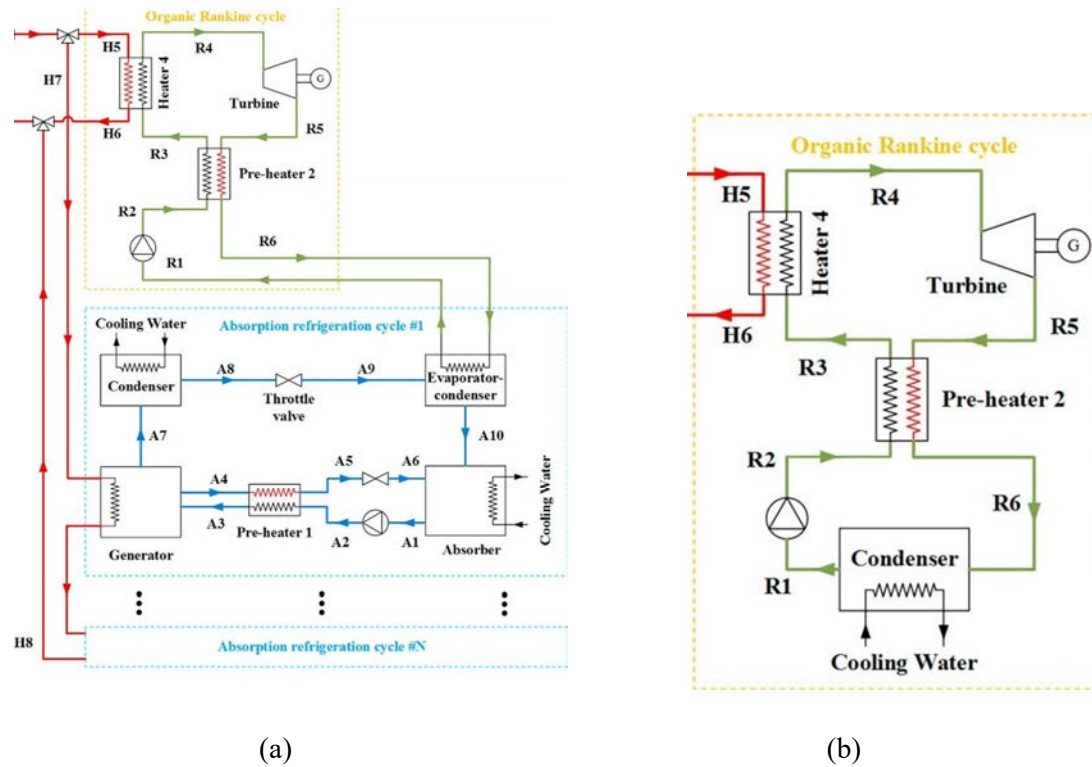 Organic Rankine cycle
H5
R4
H7
Heater 4
G
Turbine
H6
R5
R3
Pre-heater 2
R2
R6
R1
Absorption refrigeration cycle #1
Cooling Water
Condenser
A8
A9
Evaporator-
condenser
Throttle
valve
A7
A10
A4
A5
A6
Cooling Water
A3
Pre-heater 1
A2
A1
Generator
Absorber
H8
Absorption refrigeration cycle #N
(a)
Organic Rankine cycle
H5
R4
Heater 4
G
Turbine
H6
R5
R3
Pre-heater 2
R2
R6
Condenser
R1
Cooling Water
(b)